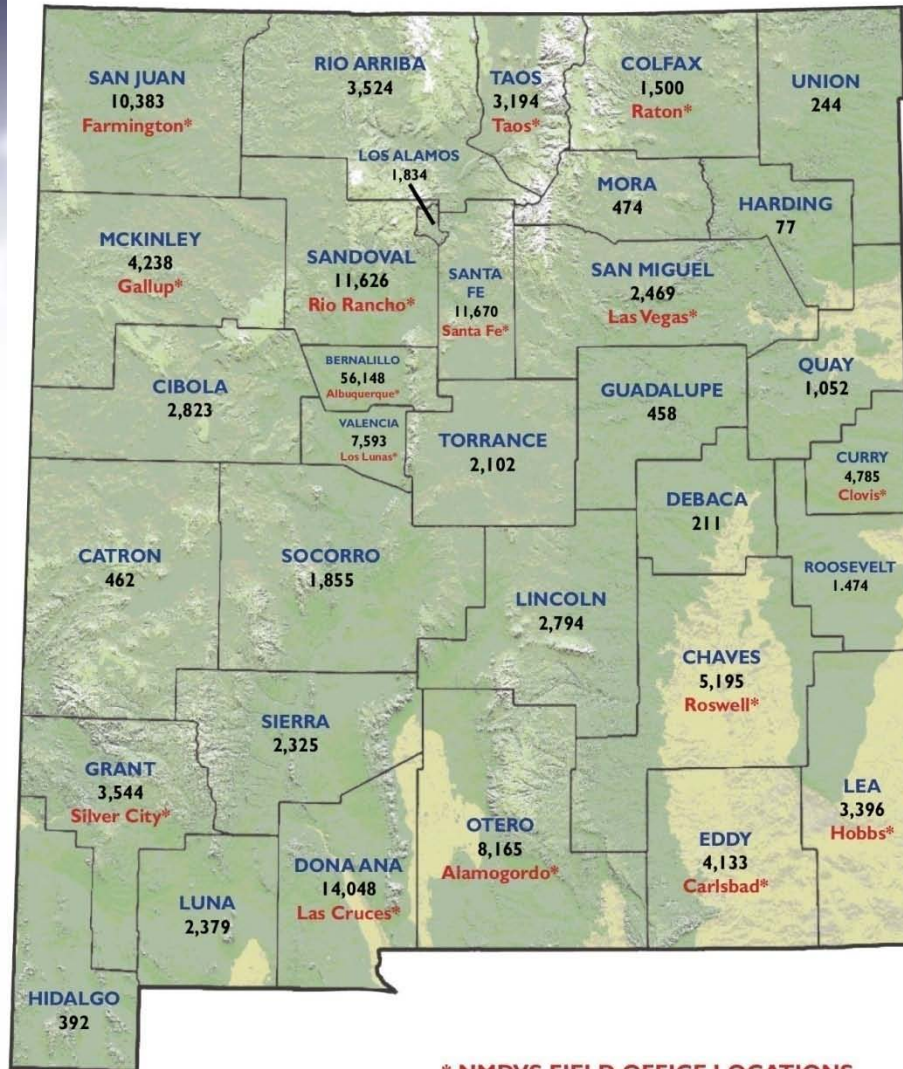 SAN JUAN
10,383
Farmington*
RIO ARRIBA
3,524
TAOS
3,194
Taos*
COLFAX
1,500
Raton*
UNION
244
LOS ALAMOS
1,834
MORA
474
HARDING
77
MCKINLEY
4,238
Gallup*
SANDOVAL
11,626
Rio Rancho*
SANTA
FE
11,670
Santa Fe*
SAN MIGUEL
2,469
Las Vegas*
BERNALILLO
56,148
Albuquerque*
CIBOLA
2,823
VALENCIA
7,593
Los Lunas*
TORRANCE
2,102
GUADALUPE
458
QUAY
1,052
CURRY
4,785
Clovis*
DEBACA
211
CATRON
462
SOCORRO
1,855
ROOSEVELT
1.474
LINCOLN
2,794
CHAVES
5,195
Roswell*
SIERRA
2,325
GRANT
3,544
Silver City*
LEA
3,396
Hobbs*
OTERO
8,165
Alamogordo*
EDDY
4,133
Carlsbad*
DONA ANA
14,048
Las Cruces*
LUNA
2,379
HIDALGO
392
* NMDVS FIELD OFFICE LOCATIONS